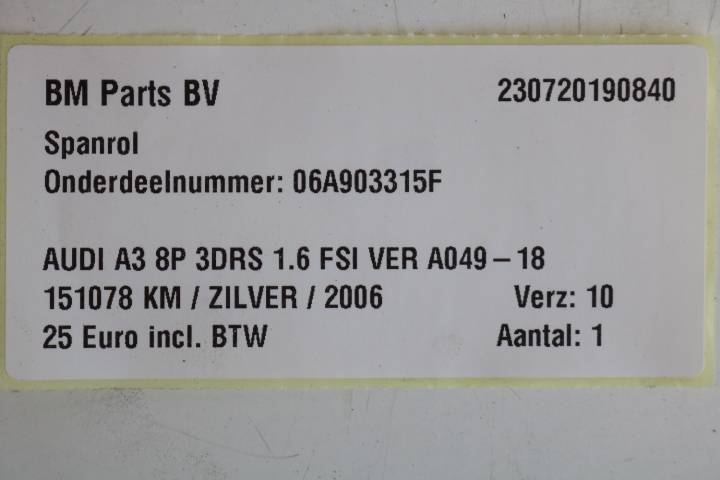 BM Parts BV 230720190840
Spanrol
Onderdeelnummer: 06A903315F
AUDI A3 8P 3DRS 1.6 FSI VER A049 – 18
151078 KM / ZILVER / 2006 Verz: 10
25 Euro incl. BTW Aantal: 1